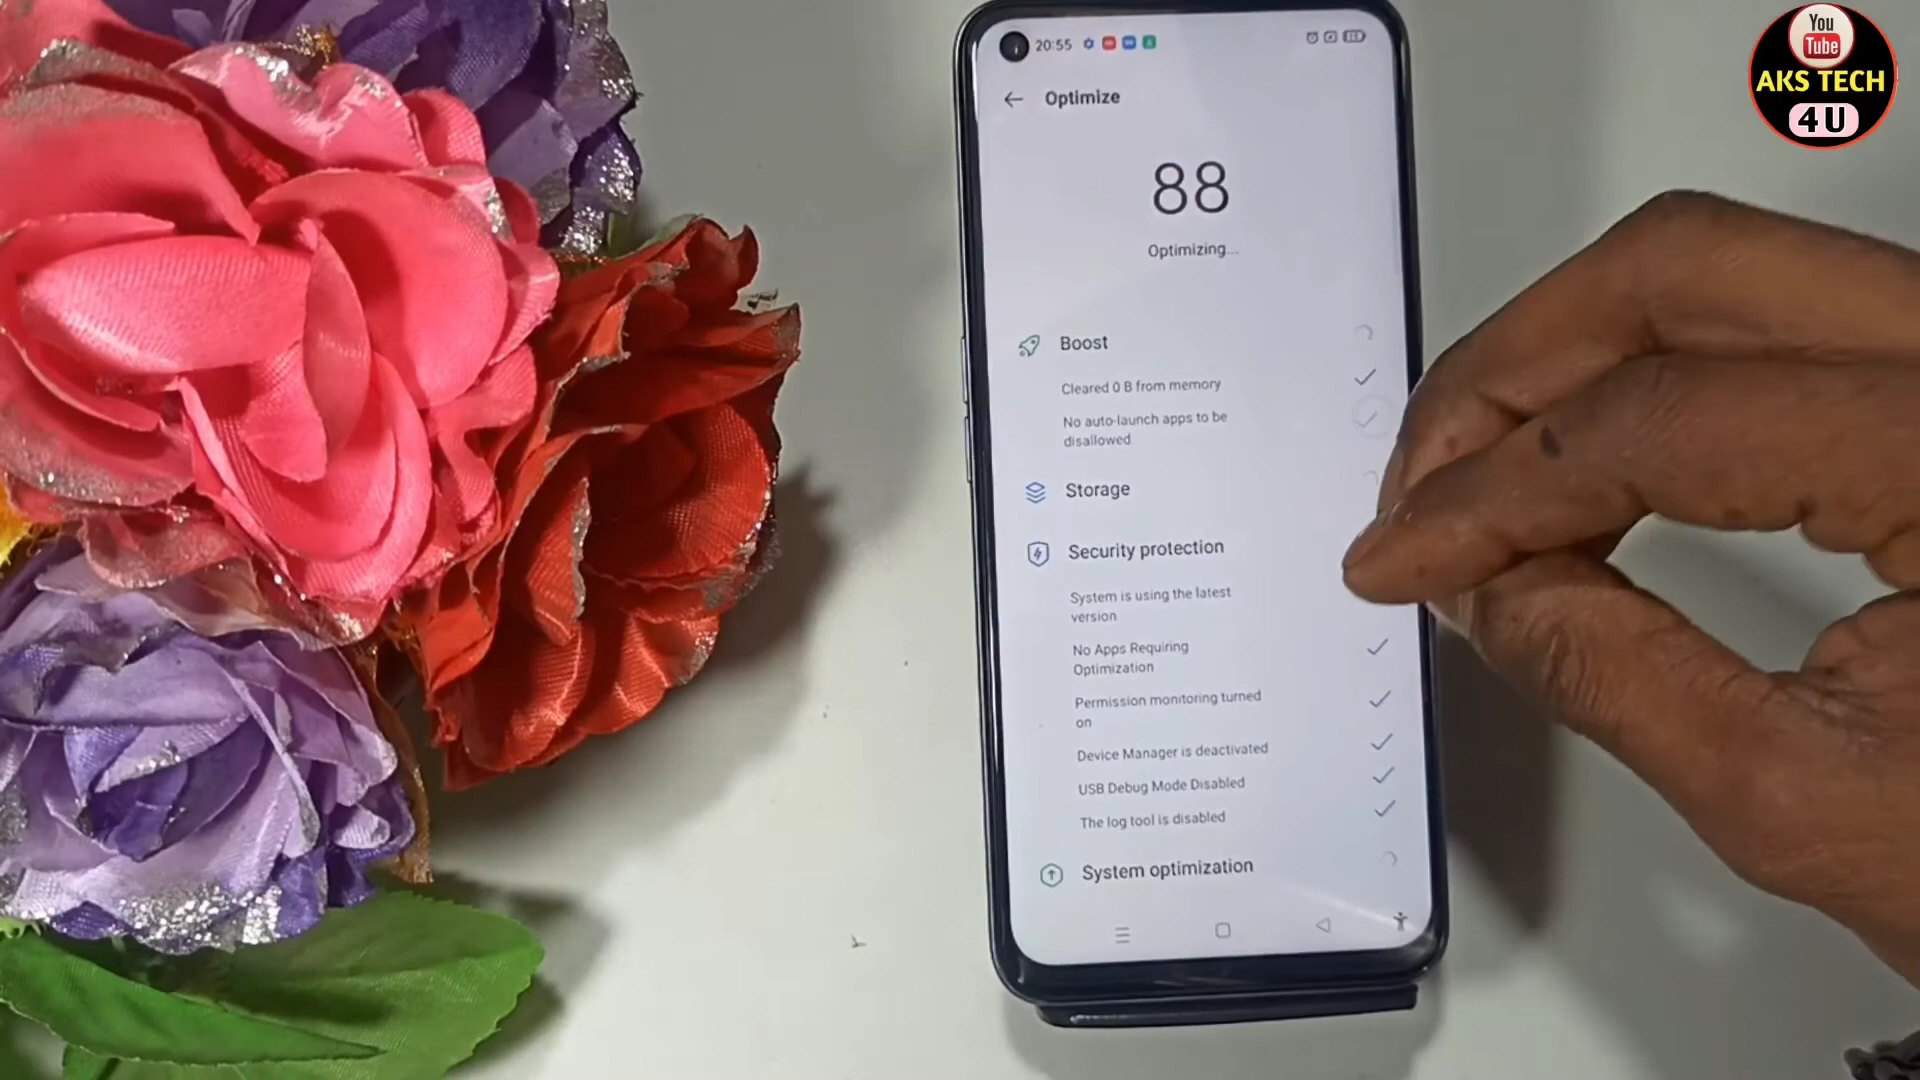 You
Tube
AKS TECH
4U
20:55
Optimize
88
Optimizing...
Boost
Cleared 0 B from memory
No auto-launch apps to be
disallowed
Storage
Security protection
System is using the latest
version
No Apps Requiring
Optimization
Permission monitoring turned
on
Device Manager is deactivated
USB Debug Mode Disabled
The log tool is disabled
System optimization